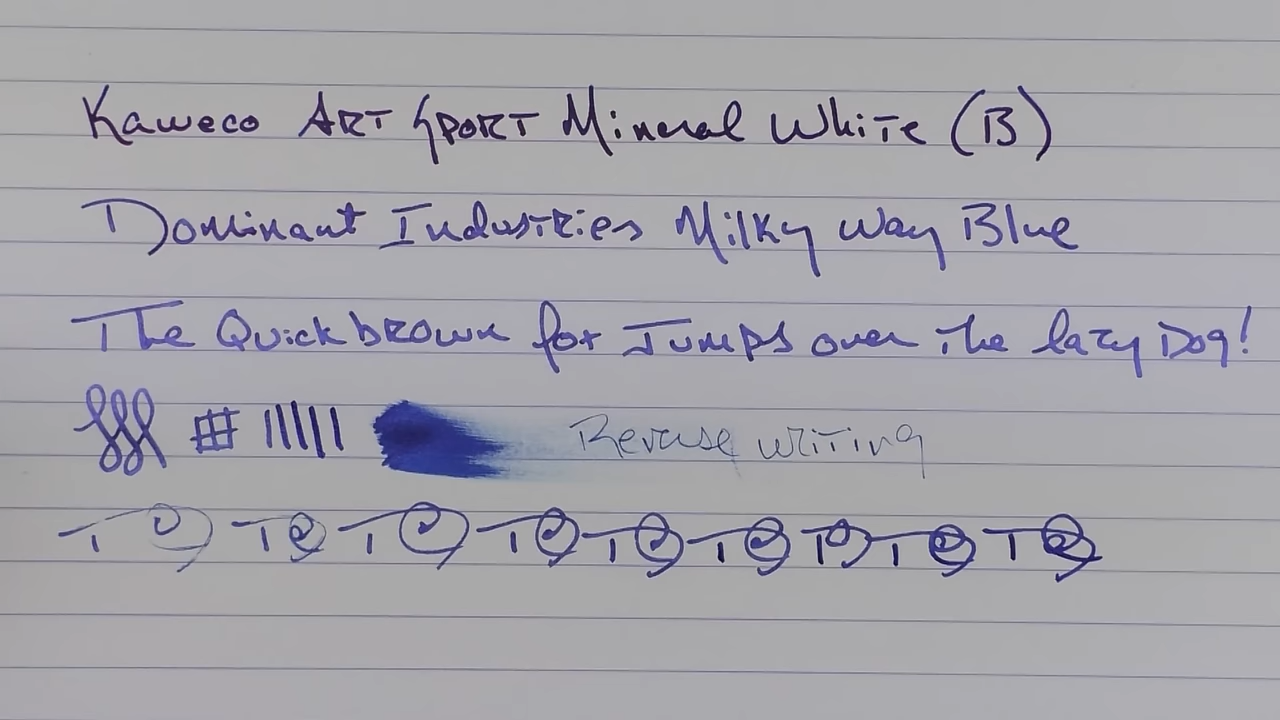 Kaweco ART SPORT Mineral White (B)
Dominant Industries Milky Way Blue
The Quick brown fox Jumps over the lazy Dog!
Reverse writing